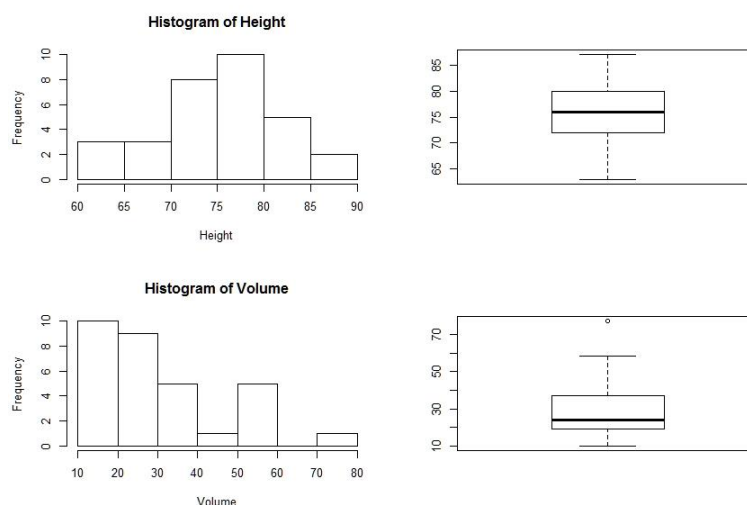 Histogram of Height
Frequency
0 2 4 6 8 10
60 65 70 75 80 85 90
Height
65 70 75 80 85
Histogram of Volume
Frequency
0 2 4 6 8 10
10 20 30 40 50 60 70 80
Volume
10 30 50 70